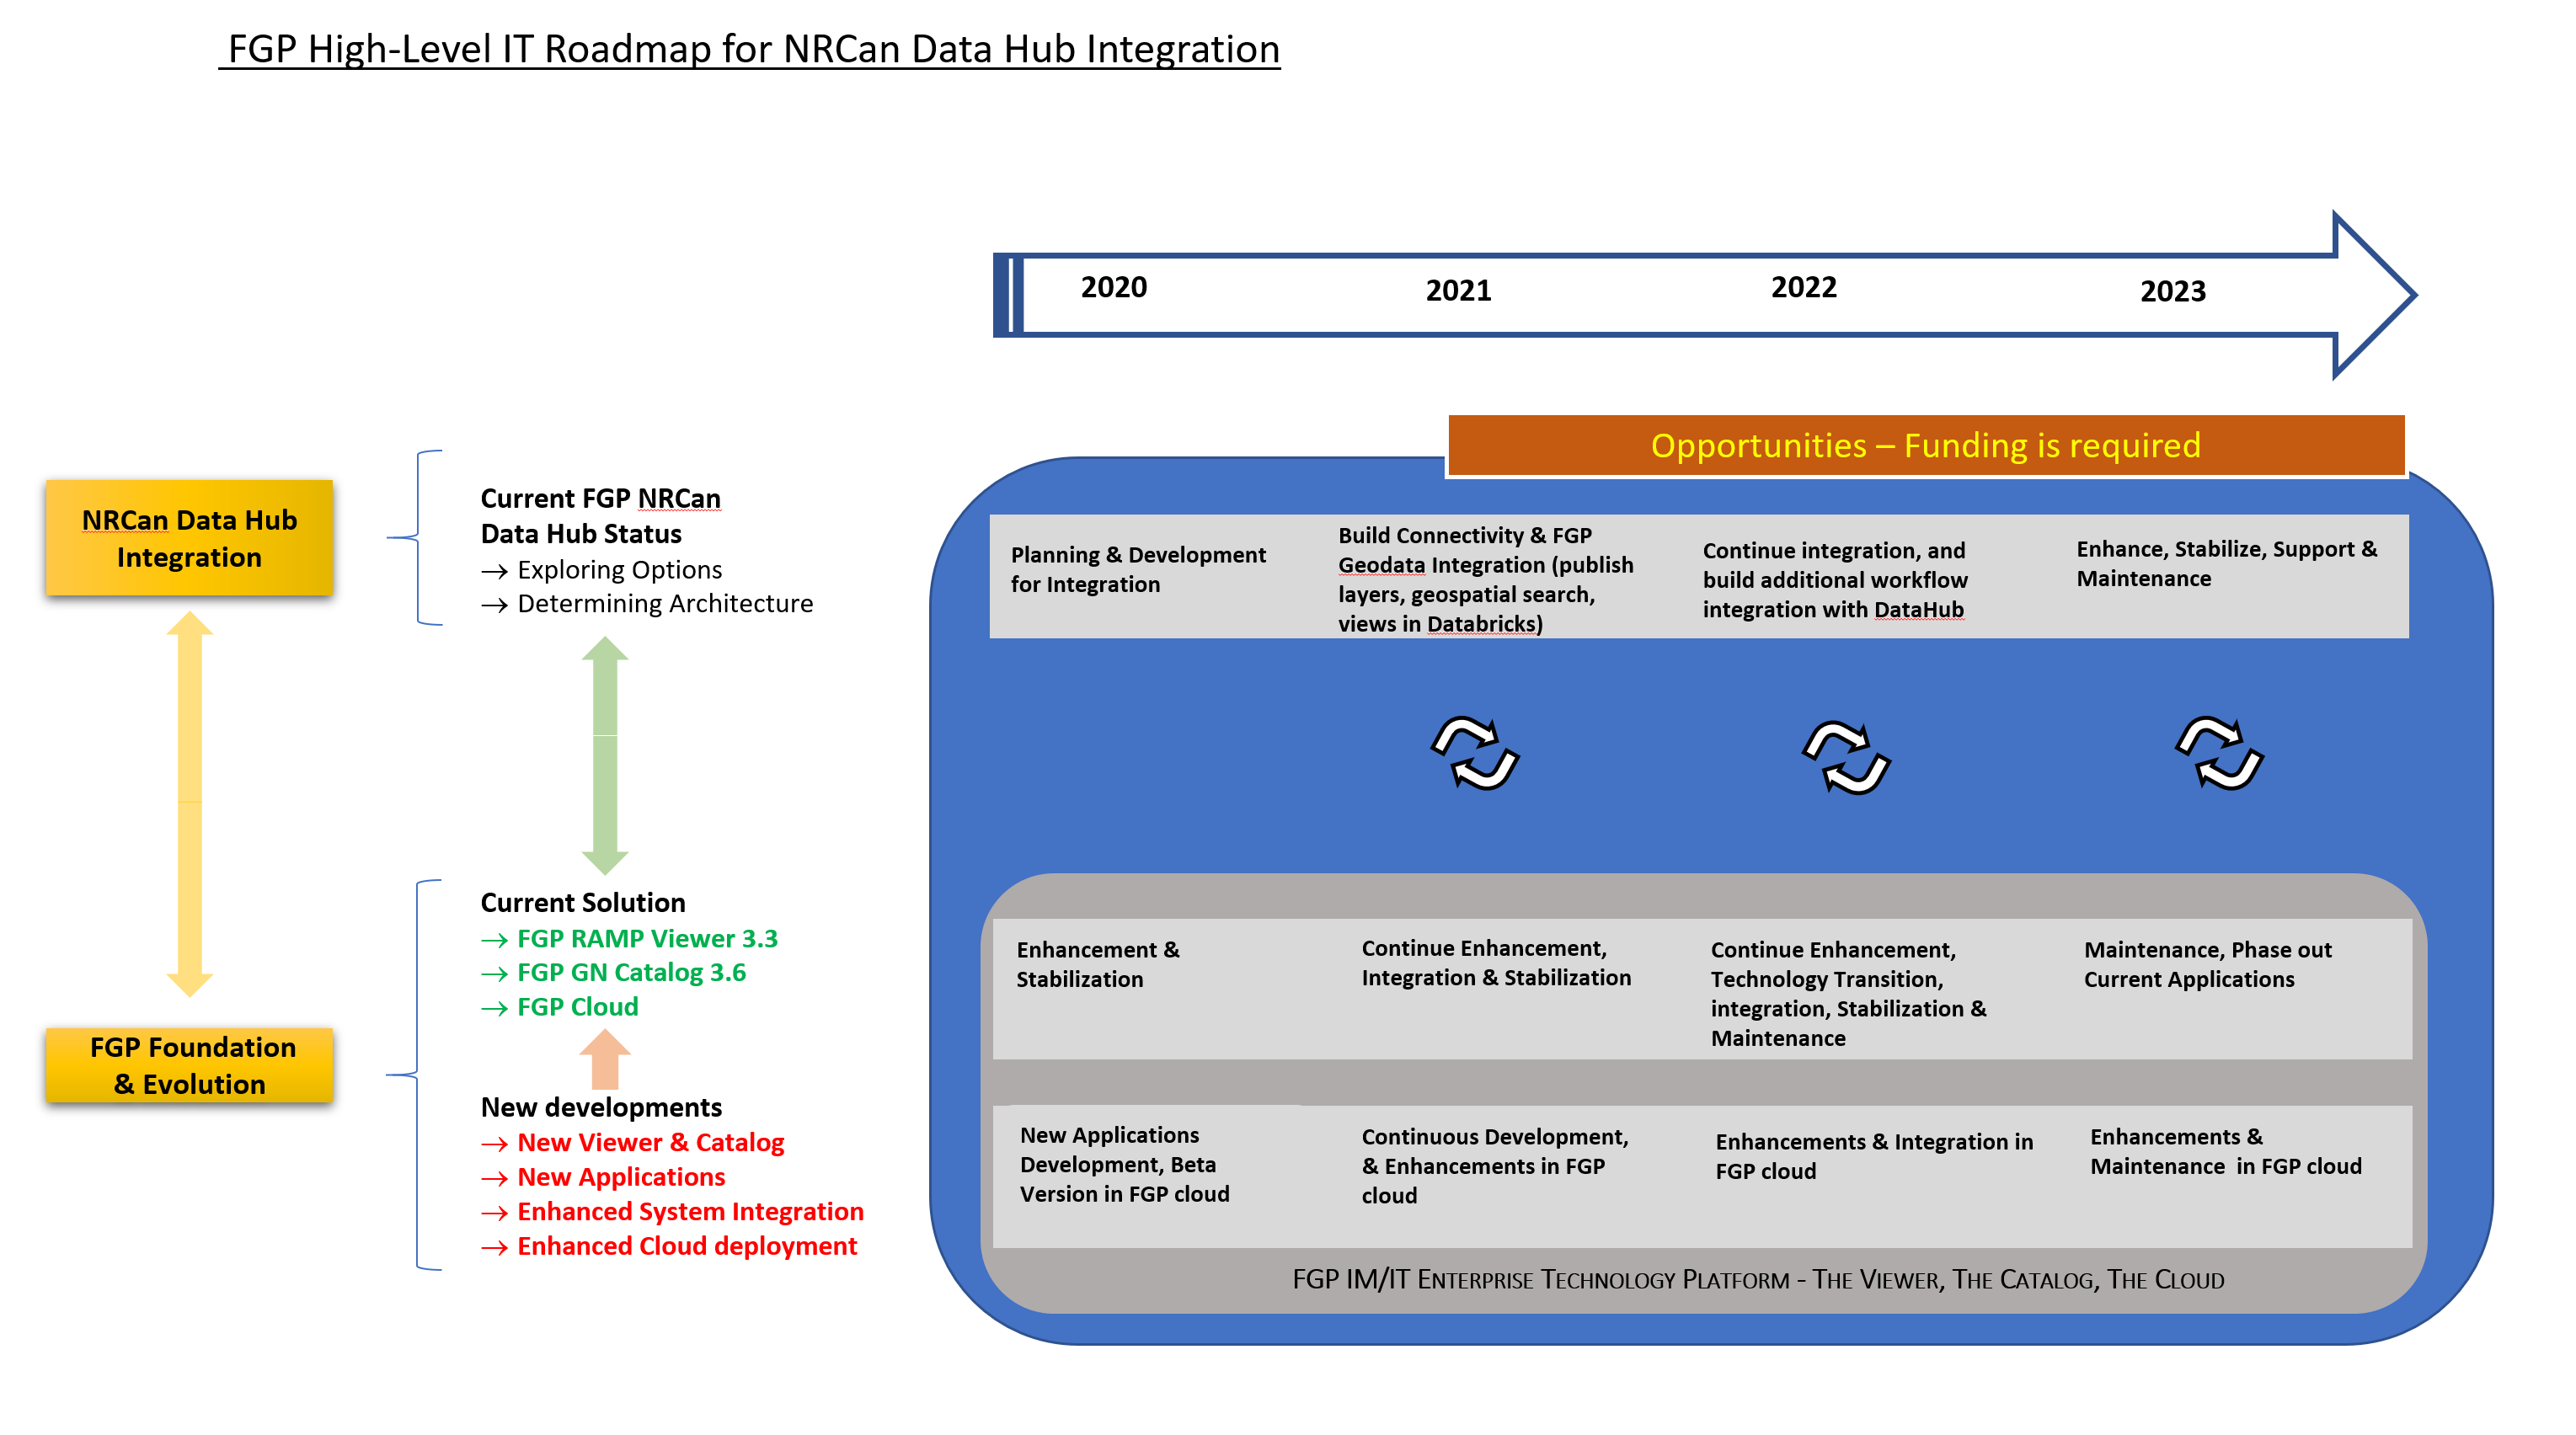 FGP High-Level IT Roadmap for NRCan Data Hub Integration
2020
2021
2022
2023
Opportunities – Funding is required
NRCan Data Hub
Integration
Current FGP NRCan
Data Hub Status
→ Exploring Options
→ Determining Architecture
Planning & Development
for Integration
Build Connectivity & FGP
Geodata Integration (publish
layers, geospatial search,
views in Databricks)
Continue integration, and
build additional workflow
integration with DataHub
Enhance, Stabilize, Support &
Maintenance
FGP Foundation
& Evolution
Current Solution
→ FGP RAMP Viewer 3.3
→ FGP GN Catalog 3.6
→ FGP Cloud
Enhancement &
Stabilization
Continue Enhancement,
Integration & Stabilization
Continue Enhancement,
Technology Transition,
integration, Stabilization &
Maintenance
Maintenance, Phase out
Current Applications
New developments
→ New Viewer & Catalog
→ New Applications
→ Enhanced System Integration
→ Enhanced Cloud deployment
New Applications
Development, Beta
Version in FGP cloud
Continuous Development,
& Enhancements in FGP
cloud
Enhancements & Integration in
FGP cloud
Enhancements &
Maintenance  in FGP cloud
FGP IM/IT Enterprise Technology Platform - The Viewer, The Catalog, The Cloud